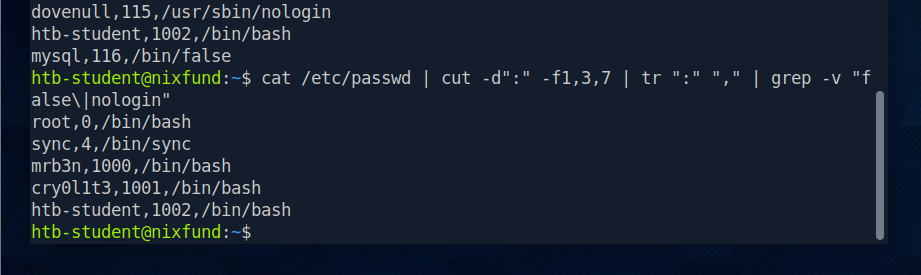 dovenull,115,/usr/sbin/nologin
htb-student,1002,/bin/bash
mysql,116,/bin/false
htb-student@nixfund:~$ cat /etc/passwd | cut -d":" -f1,3,7 | tr ":" "," | grep -v "f
alse\|nologin"
root,0,/bin/bash
sync,4,/bin/sync
mrb3n,1000,/bin/bash
cry0l1t3,1001,/bin/bash
htb-student,1002,/bin/bash
htb-student@nixfund:~$